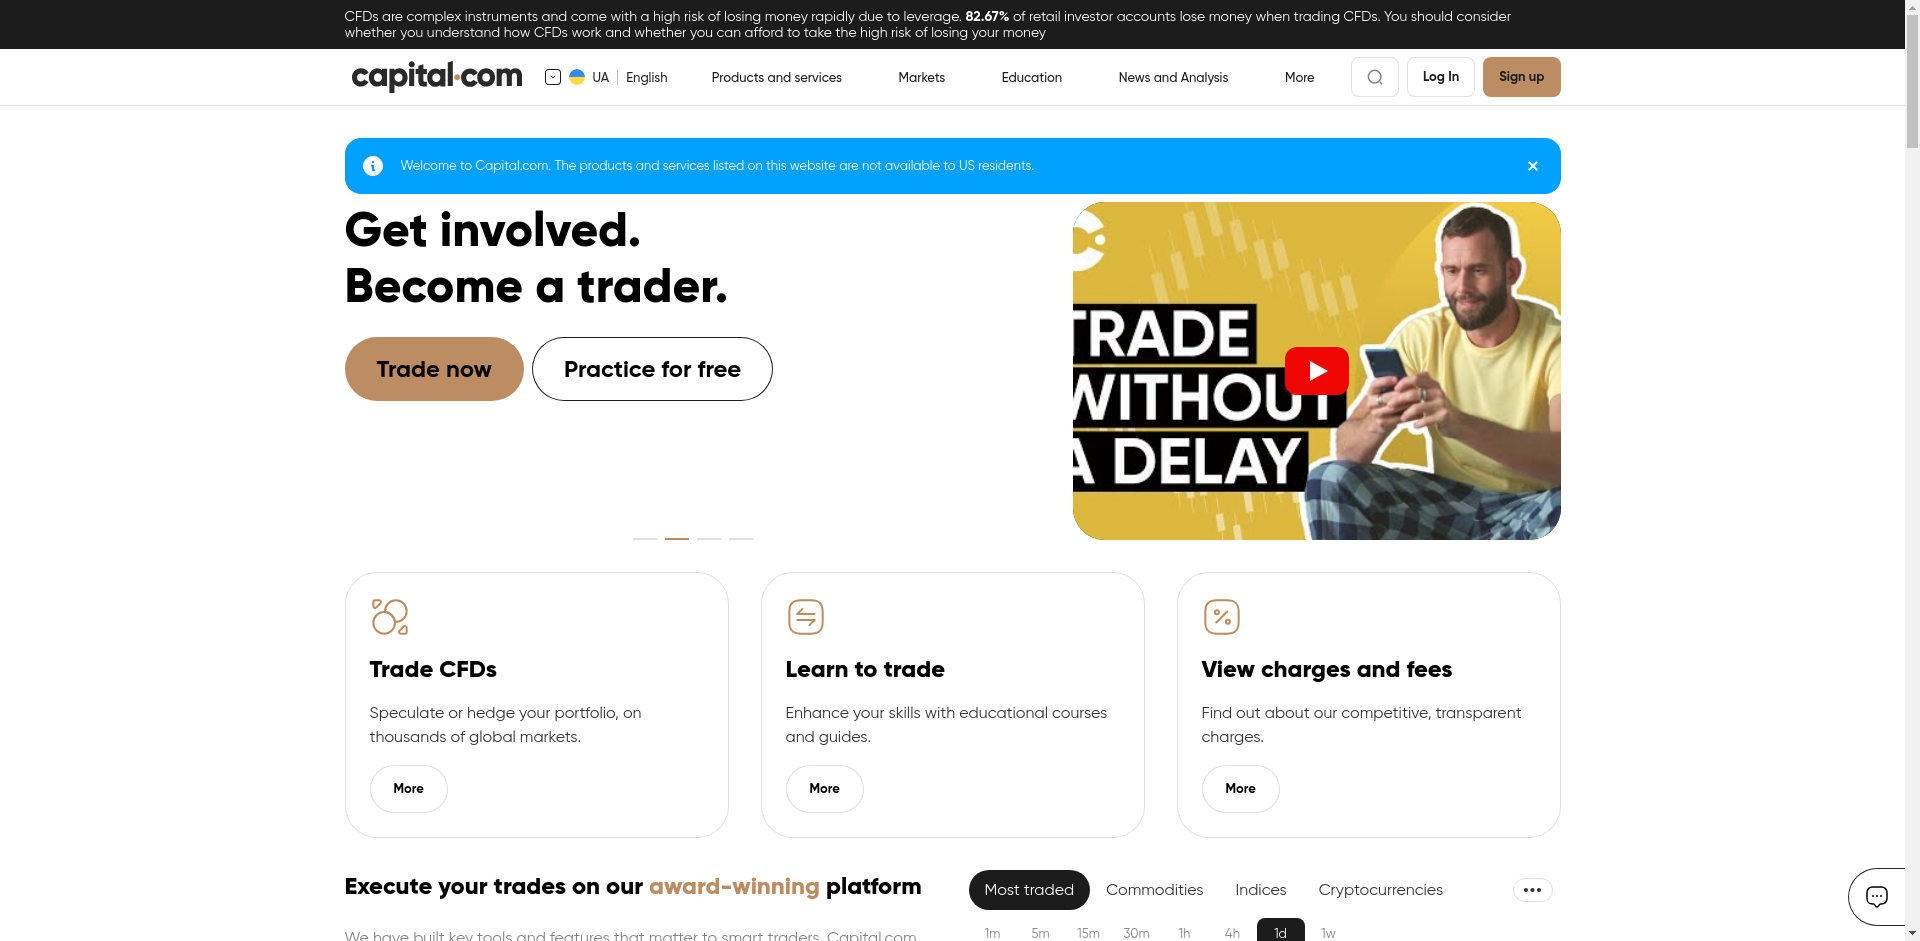 CFDs are complex instruments and come with a high risk of losing money rapidly due to leverage. 82.67% of retail investor accounts lose money when trading CFDs. You should consider
whether you understand how CFDs work and whether you can afford to take the high risk of losing your money
capital.com
UA
English
Products and services
Markets
Education
News and Analysis
More
Log In
Sign up
Welcome to Capital.com. The products and services listed on this website are not available to US residents.
Get involved.
Become a trader.
Trade now
Practice for free
TRADE
WITHOUT
A DELAY
Trade CFDs
Speculate or hedge your portfolio, on
thousands of global markets.
More
Learn to trade
Enhance your skills with educational courses
and guides.
More
View charges and fees
Find out about our competitive, transparent
charges.
More
Execute your trades on our award-winning platform
We have built key tools and features that matter to smart traders. Capital.com
Most traded
Commodities
Indices
Cryptocurrencies
1m
5m
15m
30m
1h
4h
1d
1w